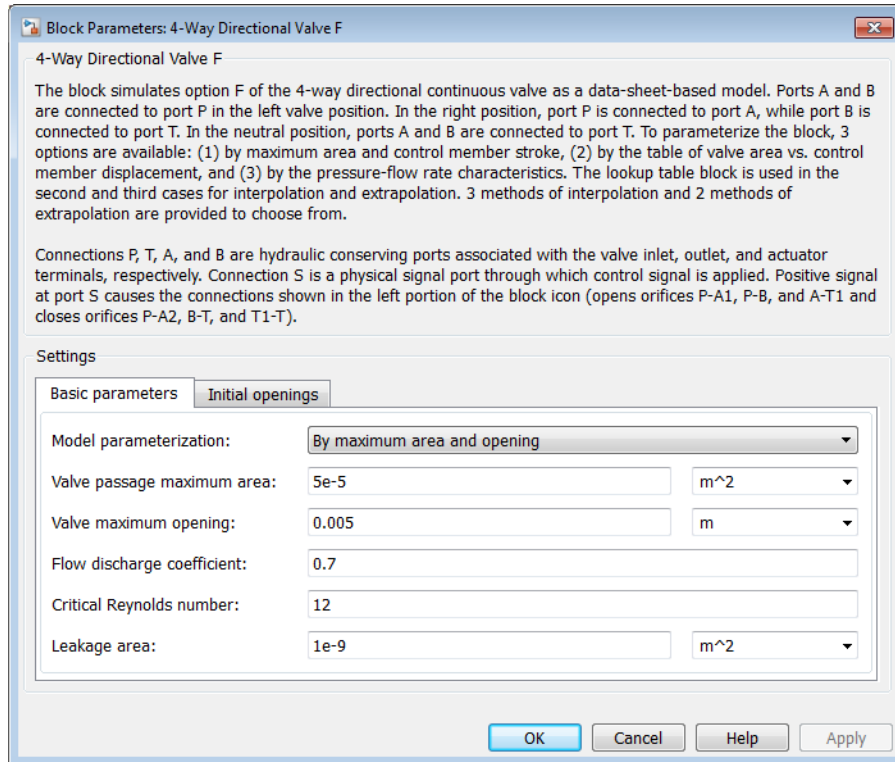 Block Parameters: 4-Way Directional Valve F
4-Way Directional Valve F
The block simulates option F of the 4-way directional continuous valve as a data-sheet-based model. Ports A and B
are connected to port P in the left valve position. In the right position, port P is connected to port A, while port B is
connected to port T. In the neutral position, ports A and B are connected to port T. To parameterize the block, 3
options are available: (1) by maximum area and control member stroke, (2) by the table of valve area vs. control
member displacement, and (3) by the pressure-flow rate characteristics. The lookup table block is used in the
second and third cases for interpolation and extrapolation. 3 methods of interpolation and 2 methods of
extrapolation are provided to choose from.
Connections P, T, A, and B are hydraulic conserving ports associated with the valve inlet, outlet, and actuator
terminals, respectively. Connection S is a physical signal port through which control signal is applied. Positive signal
at port S causes the connections shown in the left portion of the block icon (opens orifices P-A1, P-B, and A-T1 and
closes orifices P-A2, B-T, and T1-T).
Settings
Basic parameters Initial openings
Model parameterization: By maximum area and opening
Valve passage maximum area: 5e-5 m^2
Valve maximum opening: 0.005 m
Flow discharge coefficient: 0.7
Critical Reynolds number: 12
Leakage area: 1e-9 m^2
OK Cancel Help Apply